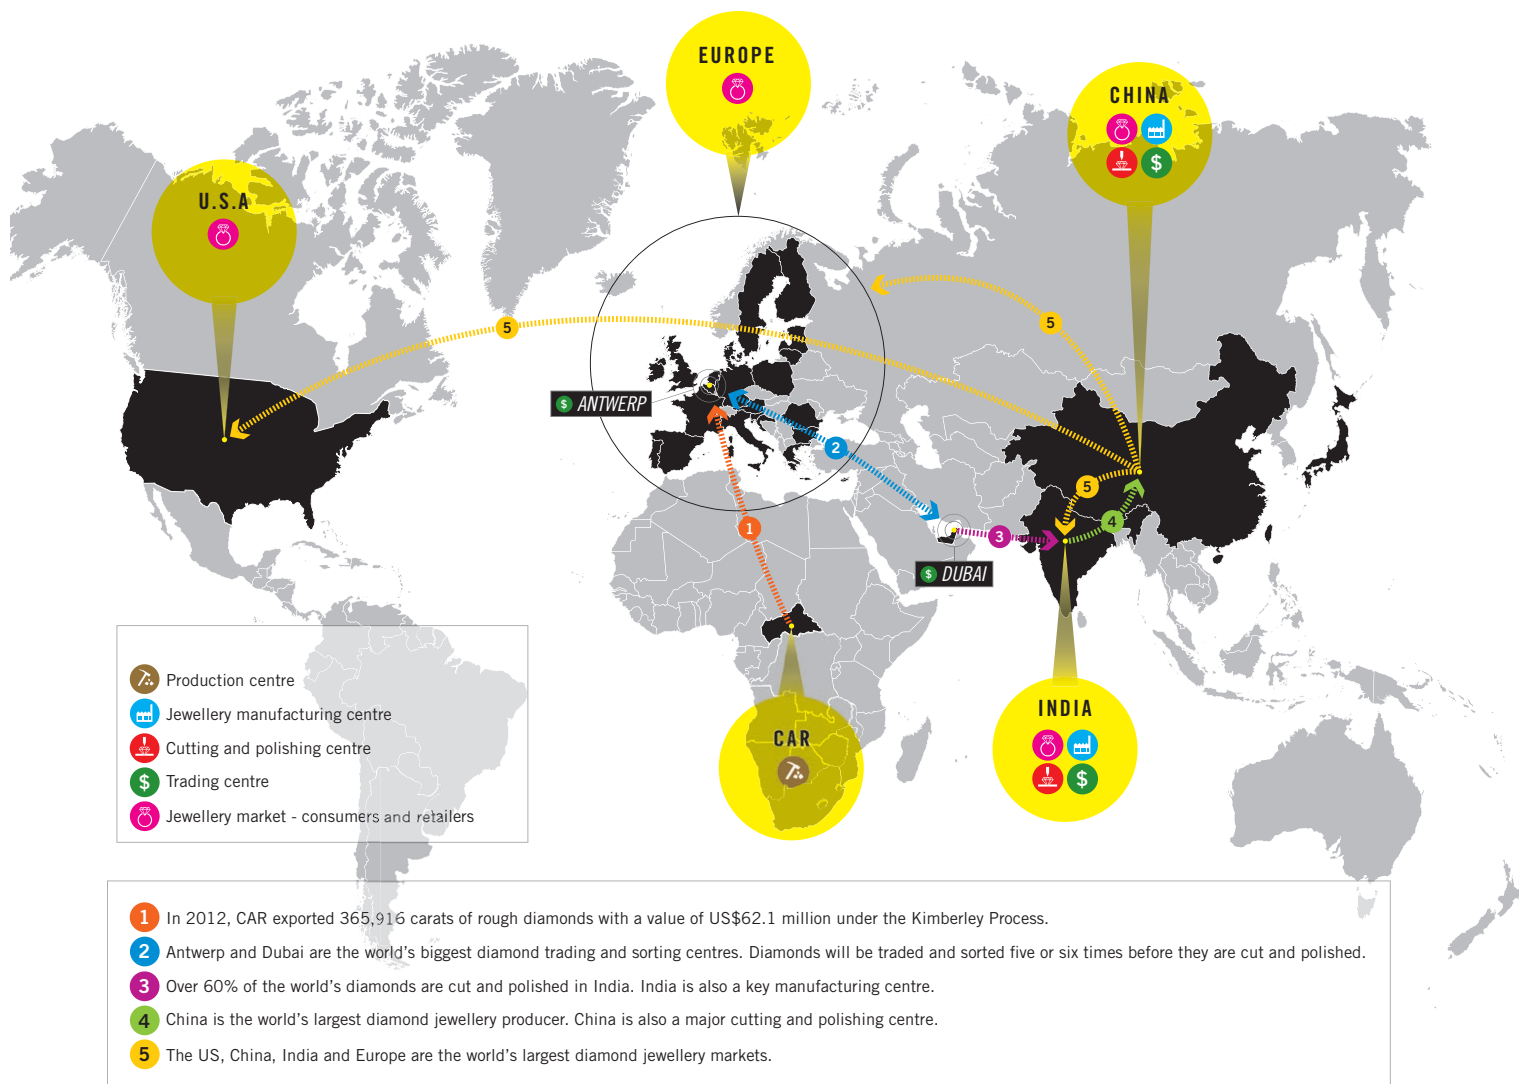 EUROPE
CHINA
$
U.S.A
5
5
$ ANTWERP
2
5
4
1
3
$ DUBAI
Production centre
Jewellery manufacturing centre
Cutting and polishing centre
$ Trading centre
Jewellery market - consumers and retailers
CAR
INDIA
$
1 In 2012, CAR exported 365,916 carats of rough diamonds with a value of US$62.1 million under the Kimberley Process.
2 Antwerp and Dubai are the world's biggest diamond trading and sorting centres. Diamonds will be traded and sorted five or six times before they are cut and polished.
3 Over 60% of the world's diamonds are cut and polished in India. India is also a key manufacturing centre.
4 China is the world's largest diamond jewellery producer. China is also a major cutting and polishing centre.
5 The US, China, India and Europe are the world's largest diamond jewellery markets.